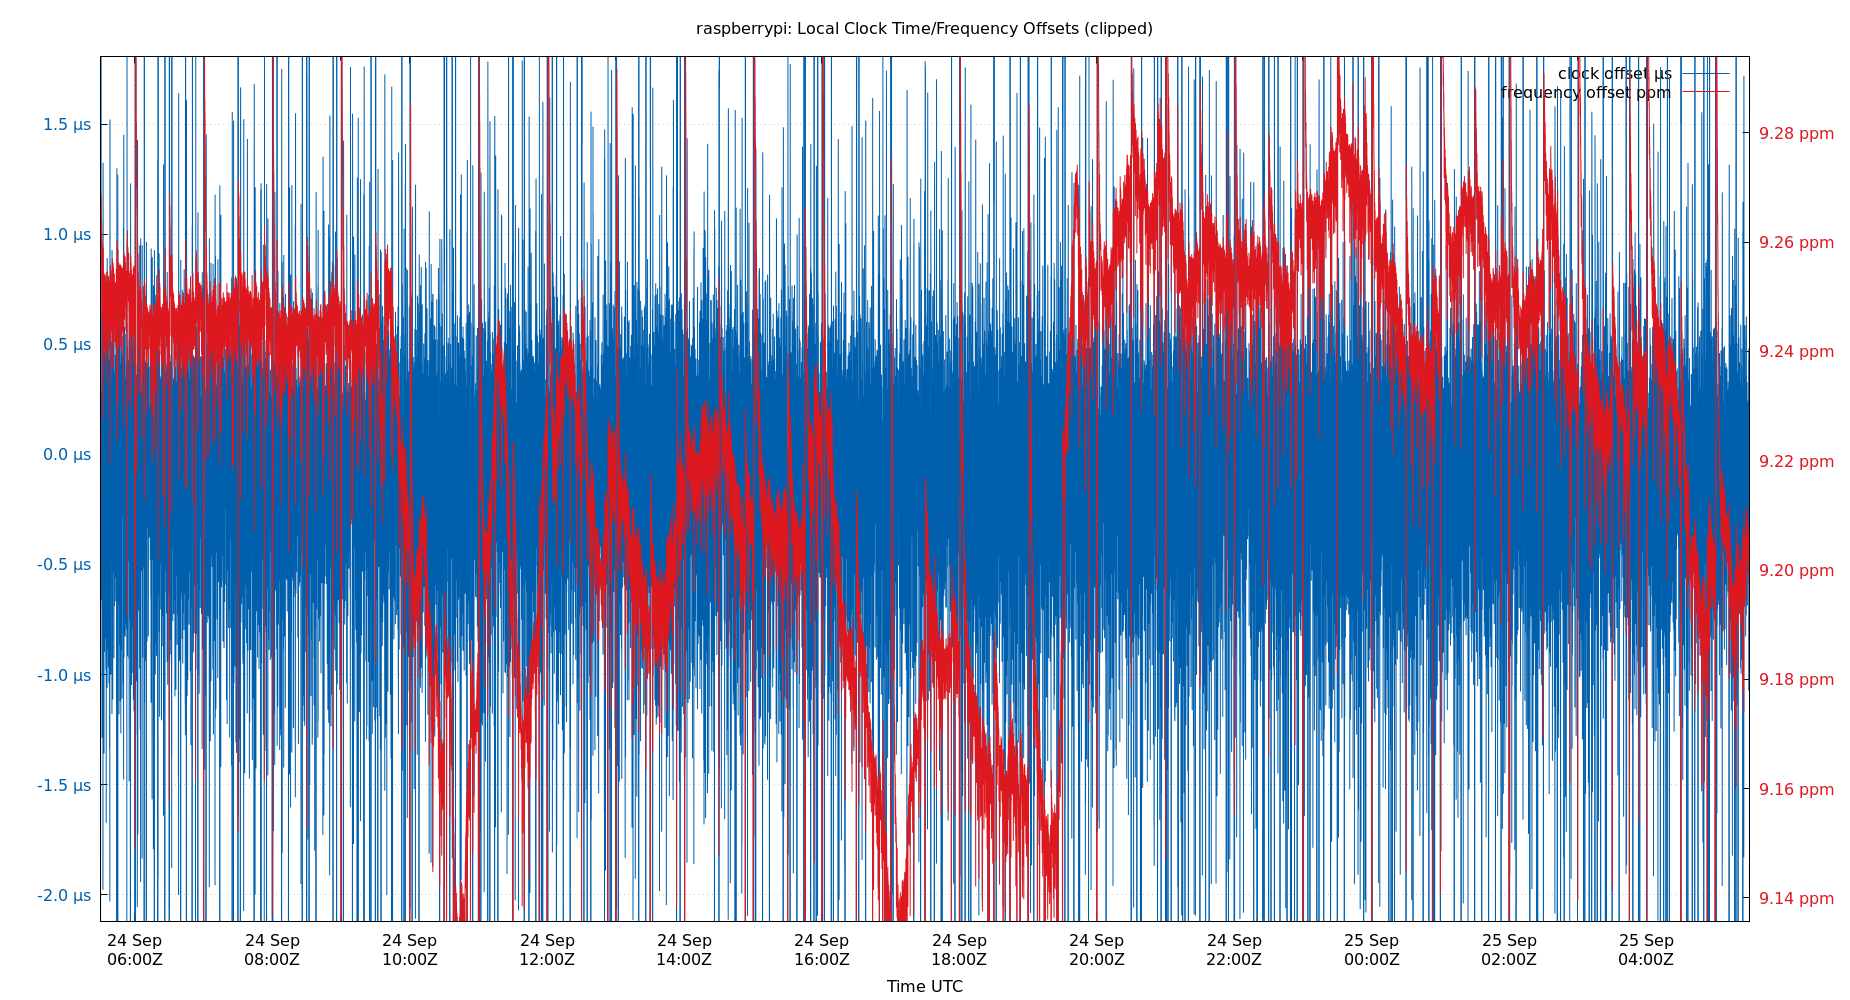 raspberrypi: Local Clock Time/Frequency Offsets (clipped)
clock offset µs
frequency offset ppm
1.5 µs
1.0 µs
0.5 µs
0.0 µs
-0.5 µs
-1.0 µs
-1.5 µs
-2.0 µs
9.28 ppm
9.26 ppm
9.24 ppm
9.22 ppm
9.20 ppm
9.18 ppm
9.16 ppm
9.14 ppm
24 Sep 24 Sep 24 Sep 24 Sep 24 Sep 24 Sep 24 Sep 24 Sep 24 Sep 25 Sep 25 Sep 25 Sep
06:00Z 08:00Z 10:00Z 12:00Z 14:00Z 16:00Z 18:00Z 20:00Z 22:00Z 00:00Z 02:00Z 04:00Z
Time UTC